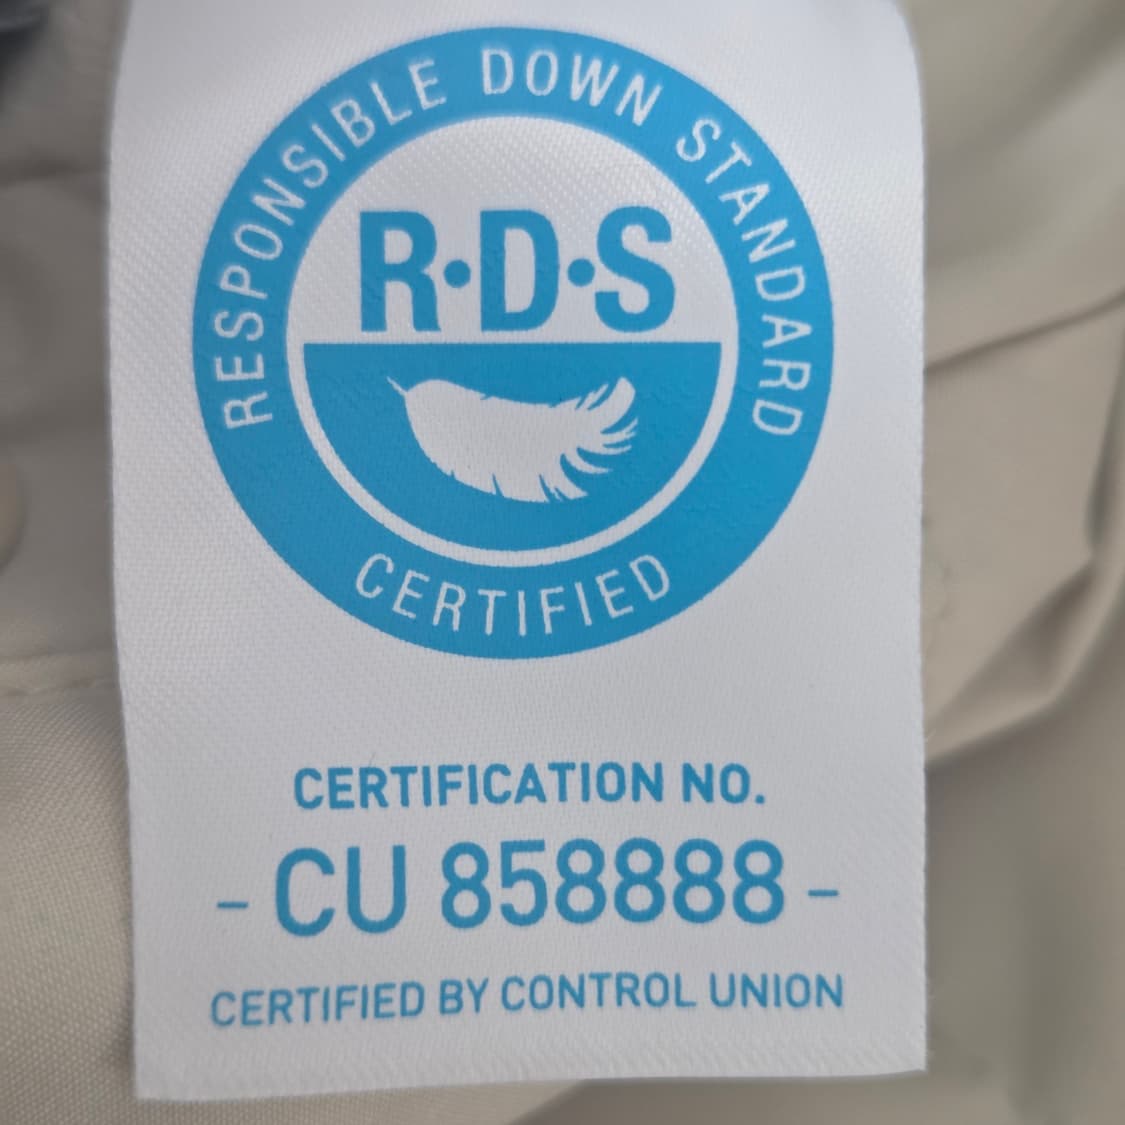 RESPONSIBLE DOWN STANDARD
R·D·S
CERTIFIED
CERTIFICATION NO.
- CU 858888 -
CERTIFIED BY CONTROL UNION